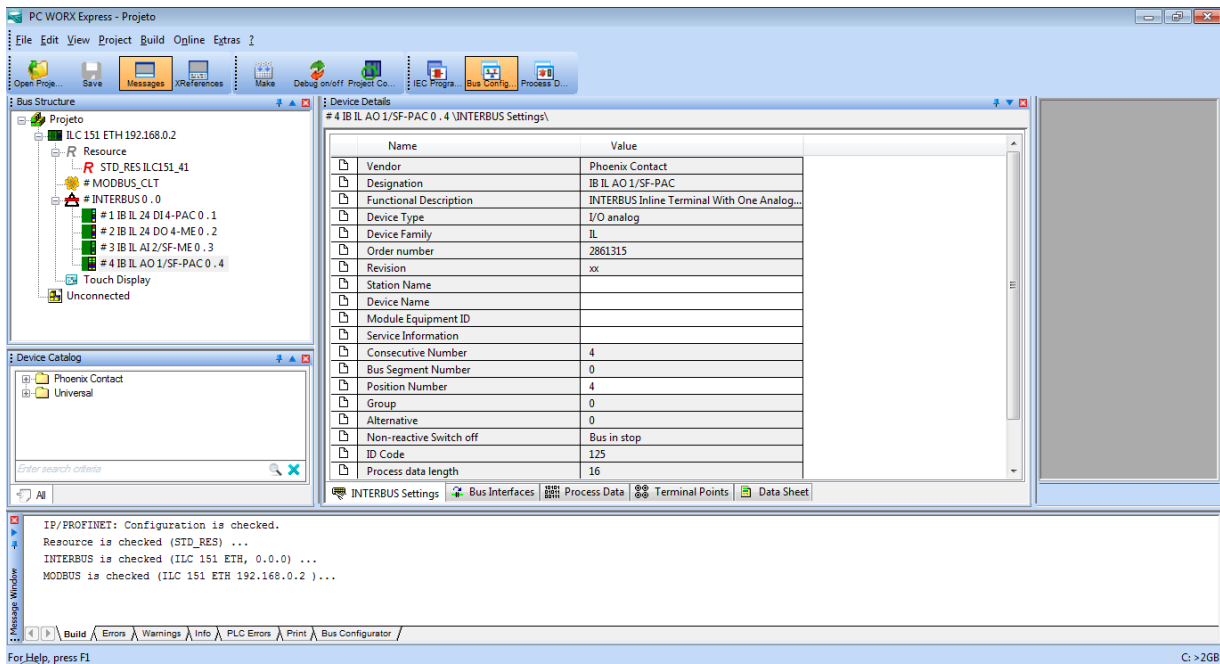 PC WORX Express - Projeto
File Edit View Project Build Online Extras ?
Open Proje... Save Messages XReferences Make Debug on/off Project Co... IEC Progra... Bus Config... Process D...
Bus Structure
Projeto
ILC 151 ETH 192.168.0.2
Resource
STD_RES ILC151_41
# MODBUS_CLT
# INTERBUS 0 . 0
# 1 IB IL 24 DI 4-PAC 0 . 1
# 2 IB IL 24 DO 4-ME 0 . 2
# 3 IB IL AI 2/SF-ME 0 . 3
# 4 IB IL AO 1/SF-PAC 0 . 4
Touch Display
Unconnected
Device Catalog
Phoenix Contact
Universal
Enter search criteria
All
Device Details
# 4 IB IL AO 1/SF-PAC 0 . 4 \INTERBUS Settings\
Name Value
Vendor Phoenix Contact
Designation IB IL AO 1/SF-PAC
Functional Description INTERBUS Inline Terminal With One Analog...
Device Type I/O analog
Device Family IL
Order number 2861315
Revision xx
Station Name
Device Name
Module Equipment ID
Service Information
Consecutive Number 4
Bus Segment Number 0
Position Number 4
Group 0
Alternative 0
Non-reactive Switch off Bus in stop
ID Code 125
Process data length 16
INTERBUS Settings Bus Interfaces Process Data Terminal Points Data Sheet
Message Window
IP/PROFINET: Configuration is checked.
Resource is checked (STD_RES) ...
INTERBUS is checked (ILC 151 ETH, 0.0.0) ...
MODBUS is checked (ILC 151 ETH 192.168.0.2 )...
Build Errors Warnings Info PLC Errors Print Bus Configurator
For Help, press F1 C: >2GB